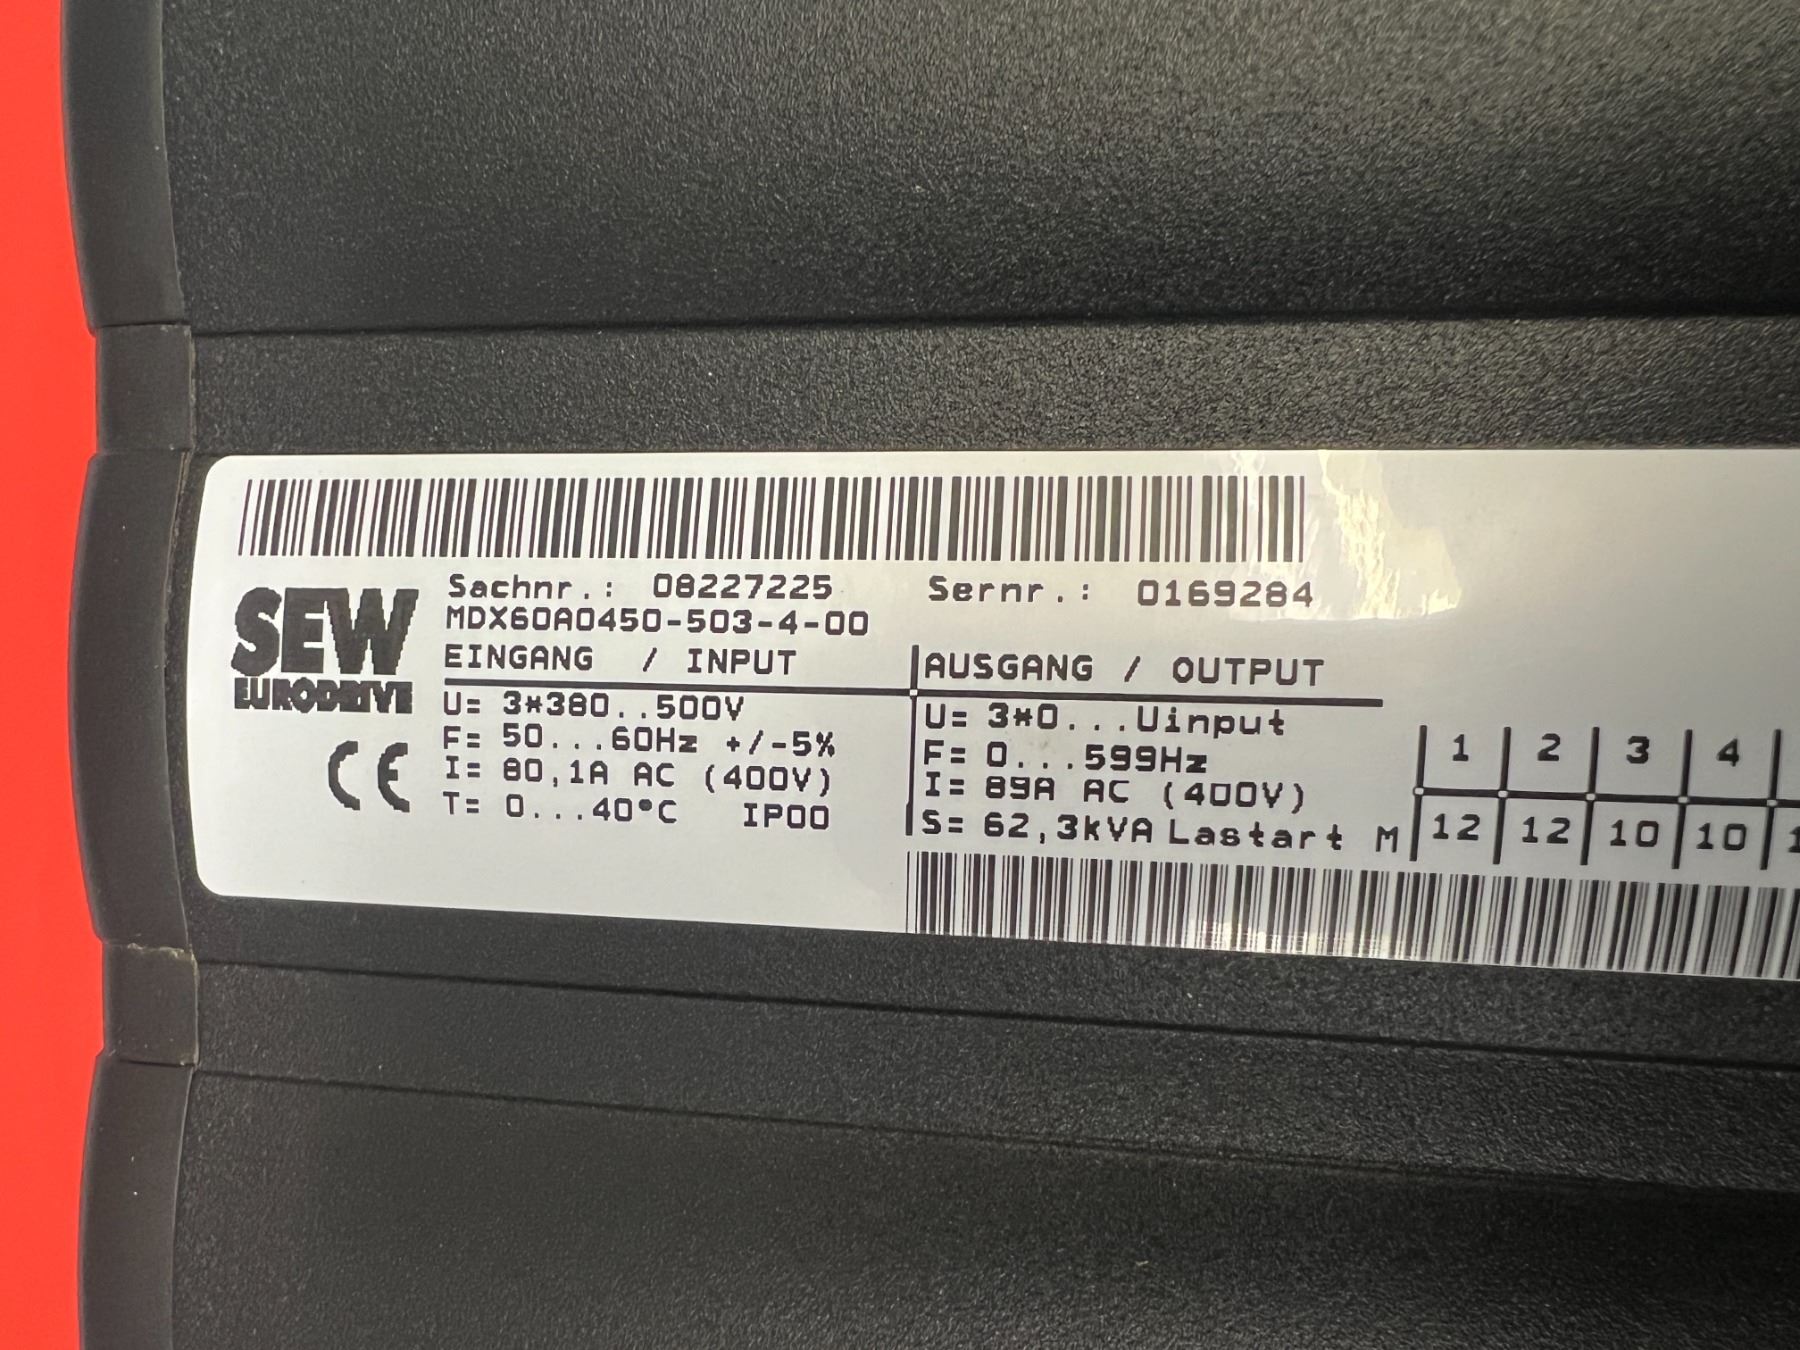 Sachnr.: 08227225 Sernr.: 0169284
MDX60A0450-503-4-00
SEW
EURODRIVE
CE
EINGANG / INPUT
U= 3*380..500V
F= 50...60Hz +/-5%
I= 80,1A AC (400V)
T= 0...40°C IP00
AUSGANG / OUTPUT
U= 3*0...Uinput
F= 0...599Hz
I= 89A AC (400V)
S= 62,3kVA Lastart M
1 2 3 4
12 12 10 10 1